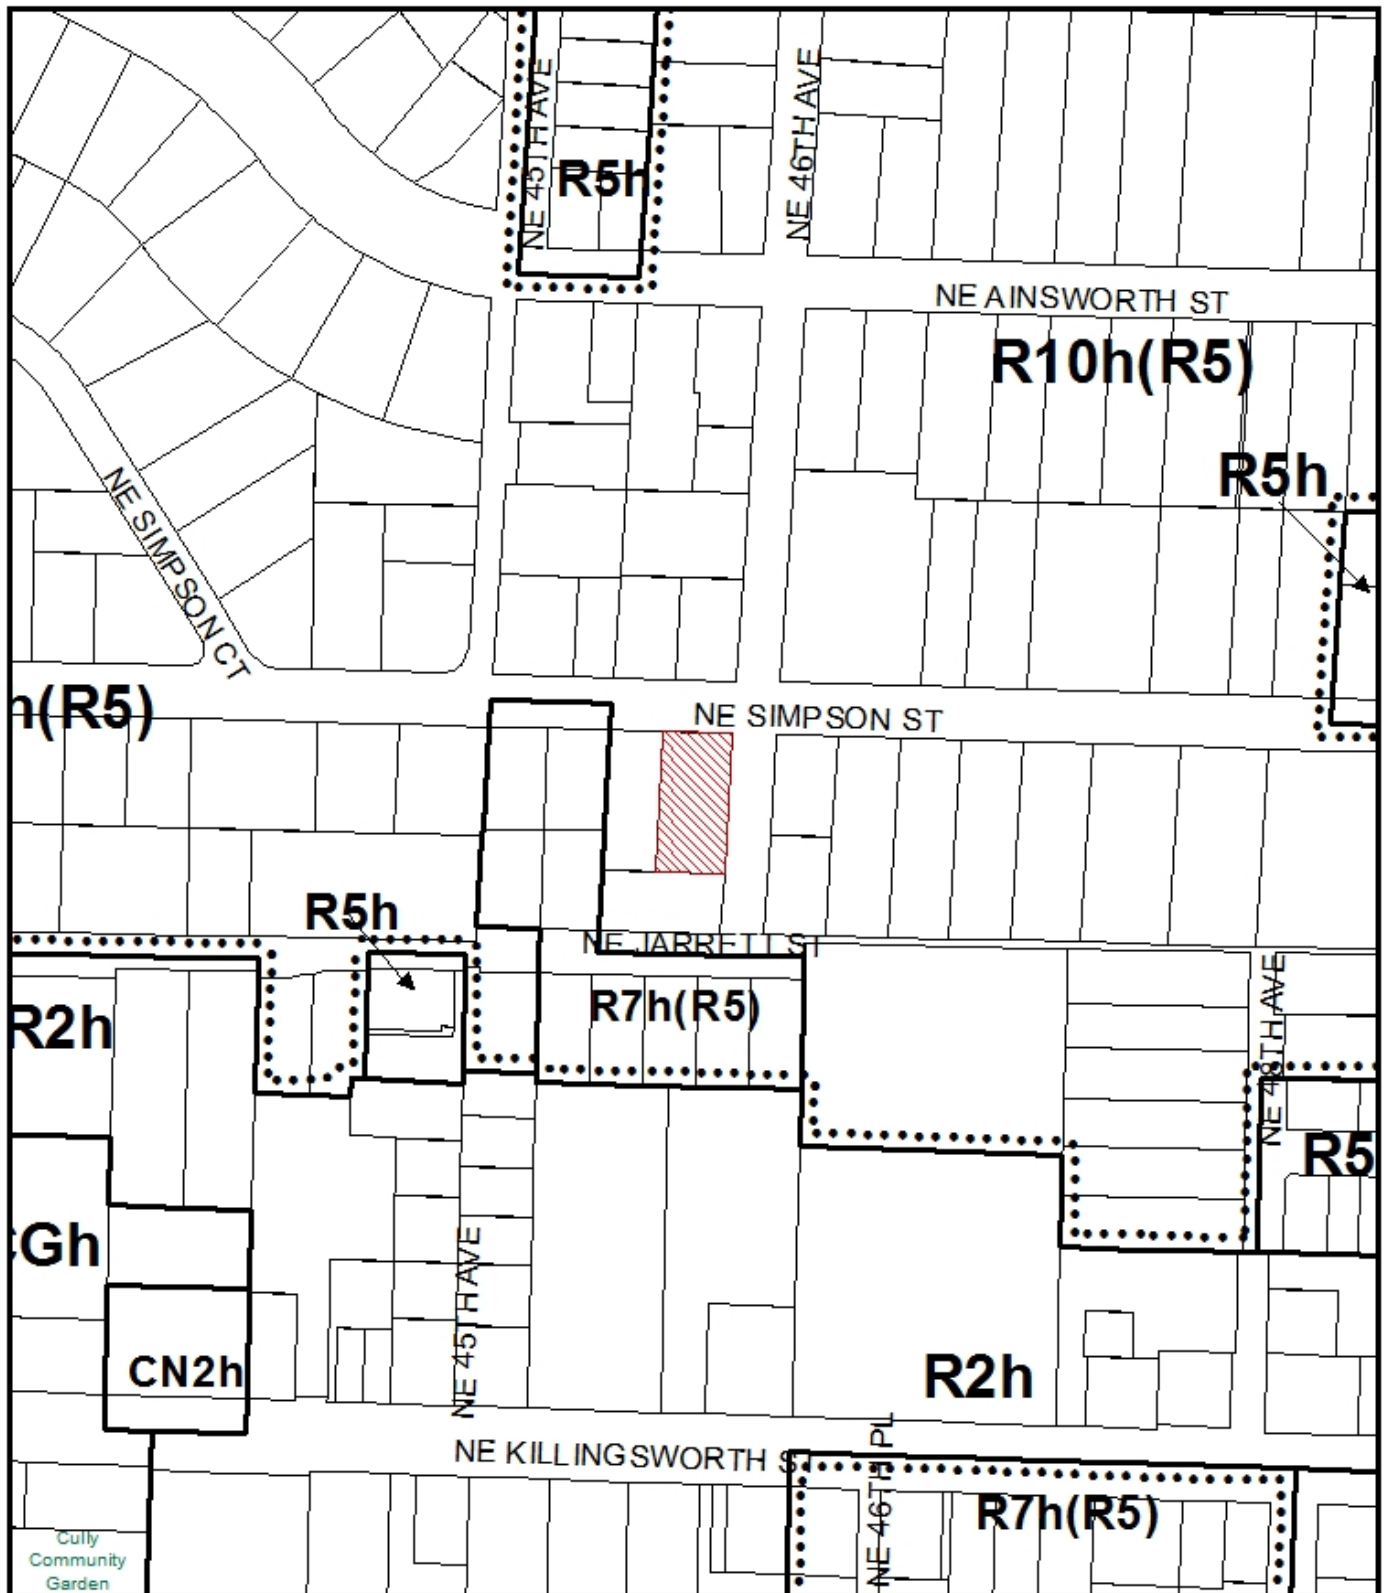 NE 45TH AVE
NE 46TH AVE
R5h
NE AINSWORTH ST
R10h(R5)
R5h
NE SIMPSON CT
h(R5)
NE SIMPSON ST
R5h
NE JARRETT ST
R7h(R5)
R2h
NE 48TH AVE
R5
CGh
NE 45TH AVE
CN2h
R2h
NE KILLINGSWORTH ST
NE 46TH PL
R7h(R5)
Cully
Community
Garden